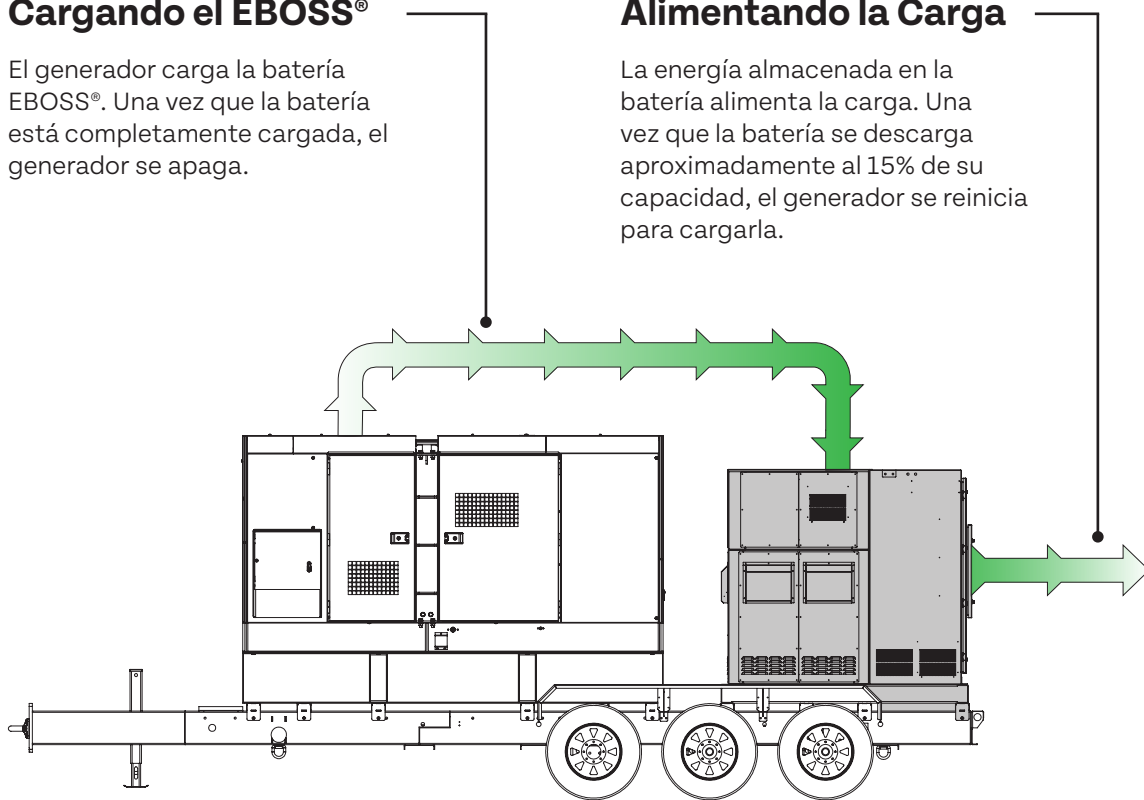 Cargando el EBOSS®
El generador carga la batería
EBOSS®. Una vez que la batería
está completamente cargada, el
generador se apaga.
Alimentando la Carga
La energía almacenada en la
batería alimenta la carga. Una
vez que la batería se descarga
aproximadamente al 15% de su
capacidad, el generador se reinicia
para cargarla.